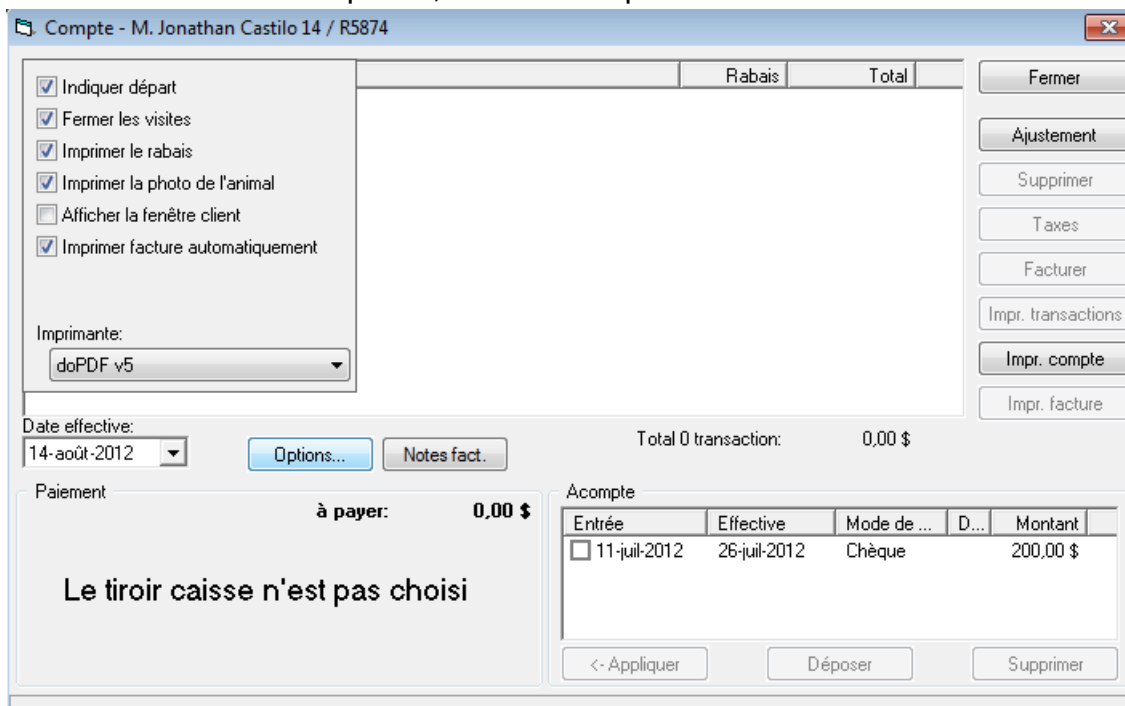 Compte - M. Jonathan Castilo 14 / R5874
Indiquer départ
Fermer les visites
Imprimer le rabais
Imprimer la photo de l'animal
Afficher la fenêtre client
Imprimer facture automatiquement
Imprimante:
doPDF v5
Rabais Total
Fermer
Ajustement
Supprimer
Taxes
Facturer
Impr. transactions
Impr. compte
Impr. facture
Date effective:
14-août-2012
Options...
Notes fact.
Total 0 transaction: 0,00 $
Paiement
à payer: 0,00 $
Le tiroir caisse n'est pas choisi
Acompte
Entrée Effective Mode de ... D... Montant
11-juil-2012 26-juil-2012 Chèque 200,00 $
<- Appliquer
Déposer
Supprimer